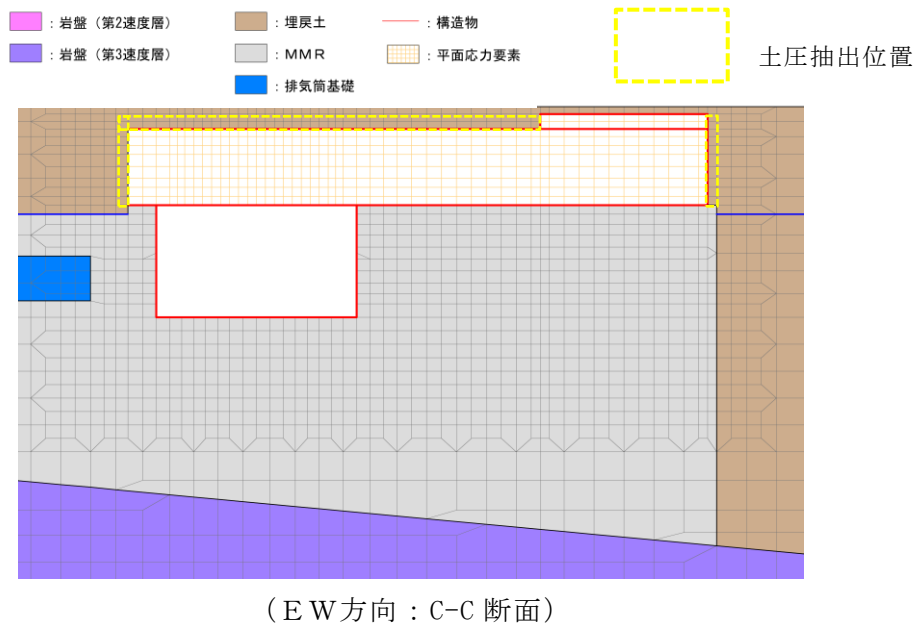 ：岩盤（第2速度層）
：岩盤（第3速度層）
：埋戻土
：ＭＭＲ
：排気筒基礎
：構造物
：平面応力要素
土圧抽出位置
（ＥＷ方向：C-C 断面）